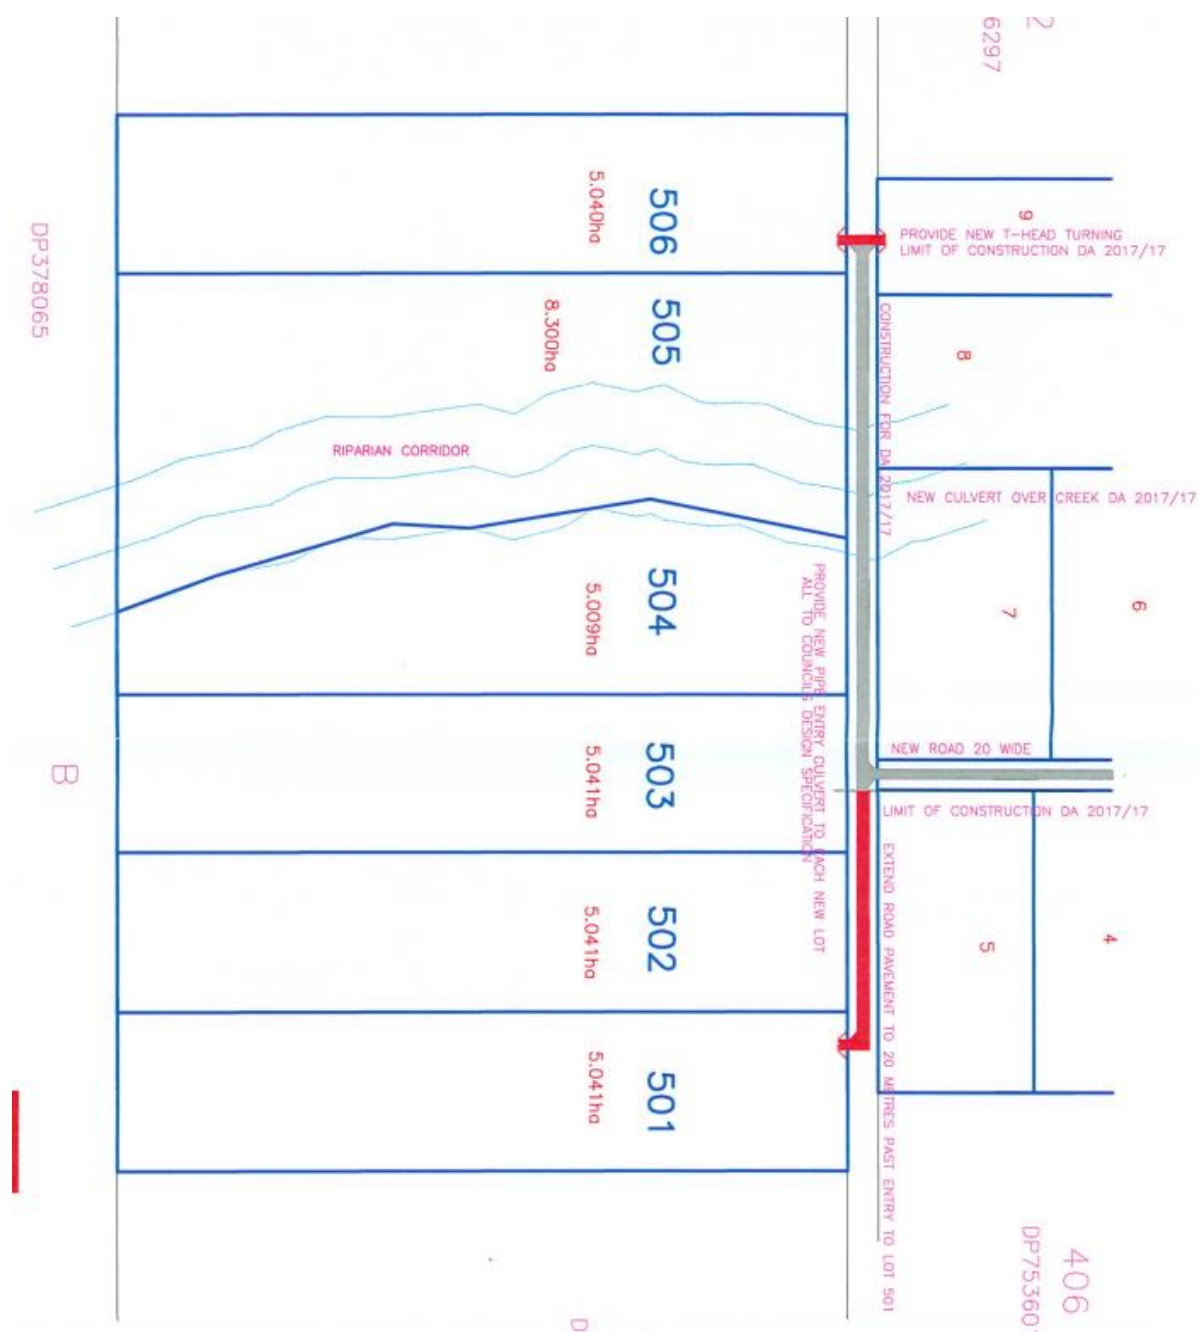 2
6297
506
5.040ha
9
PROVIDE NEW T-HEAD TURNING
LIMIT OF CONSTRUCTION DA 2017/17
DP378065
505
8.300ha
CONSTRUCTION FOR DA 2017/17
8
RIPARIAN CORRIDOR
NEW CULVERT OVER CREEK DA 2017/17
504
5.009ha
PROVIDE NEW PIPE ENTRY CULVERT TO EACH NEW LOT
ALL TO COUNCILS DESIGN SPECIFICATION
7
6
B
503
5.041ha
NEW ROAD 20 WIDE
LIMIT OF CONSTRUCTION DA 2017/17
EXTEND ROAD PAVEMENT TO 20 METRES PAST ENTRY TO LOT 501
502
5.041ha
5
4
501
5.041ha
406
DP75360
D